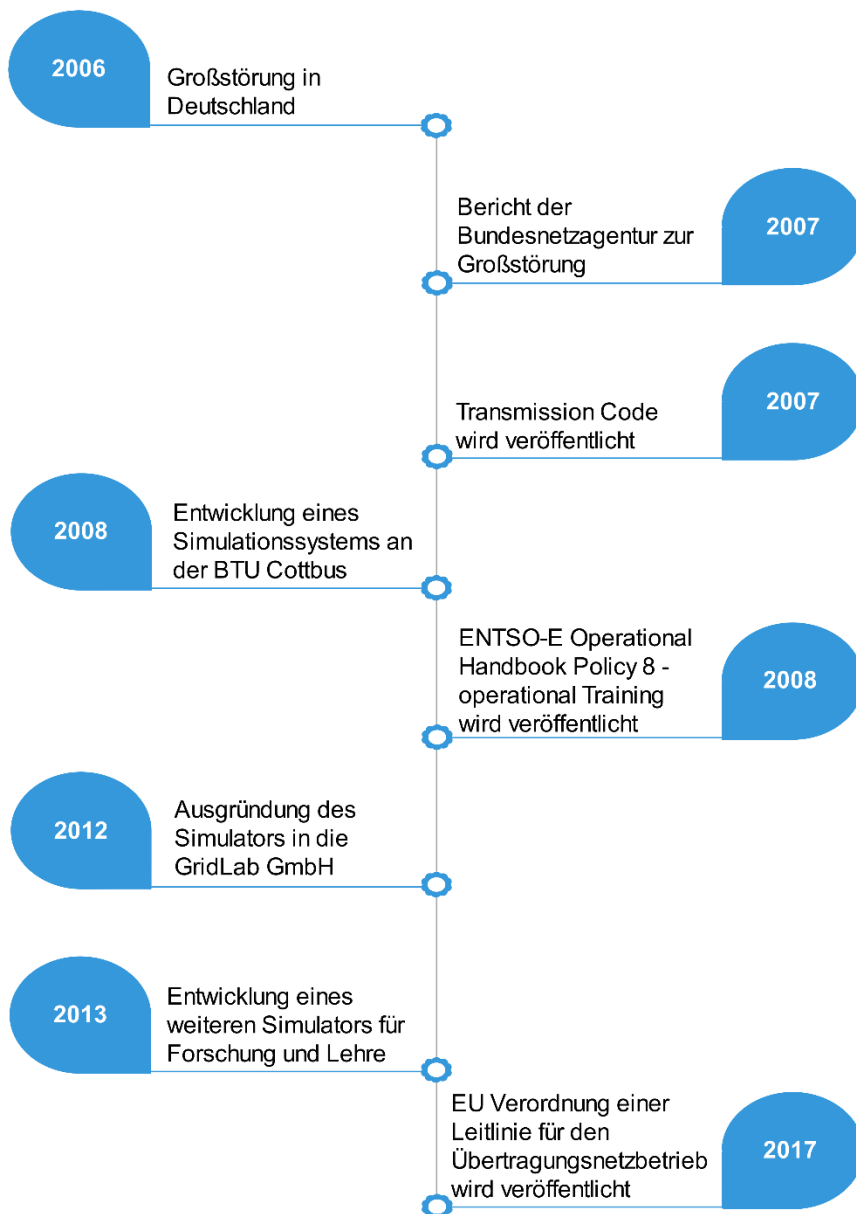 2006
Großstörung in
Deutschland
Bericht der
Bundesnetzagentur zur
Großstörung
2007
Transmission Code
wird veröffentlicht
2007
2008
Entwicklung eines
Simulationssystems an
der BTU Cottbus
ENTSO-E Operational
Handbook Policy 8 -
operational Training
wird veröffentlicht
2008
2012
Ausgründung des
Simulators in die
GridLab GmbH
2013
Entwicklung eines
weiteren Simulators für
Forschung und Lehre
EU Verordnung einer
Leitlinie für den
Übertragungsnetzbetrieb
wird veröffentlicht
2017